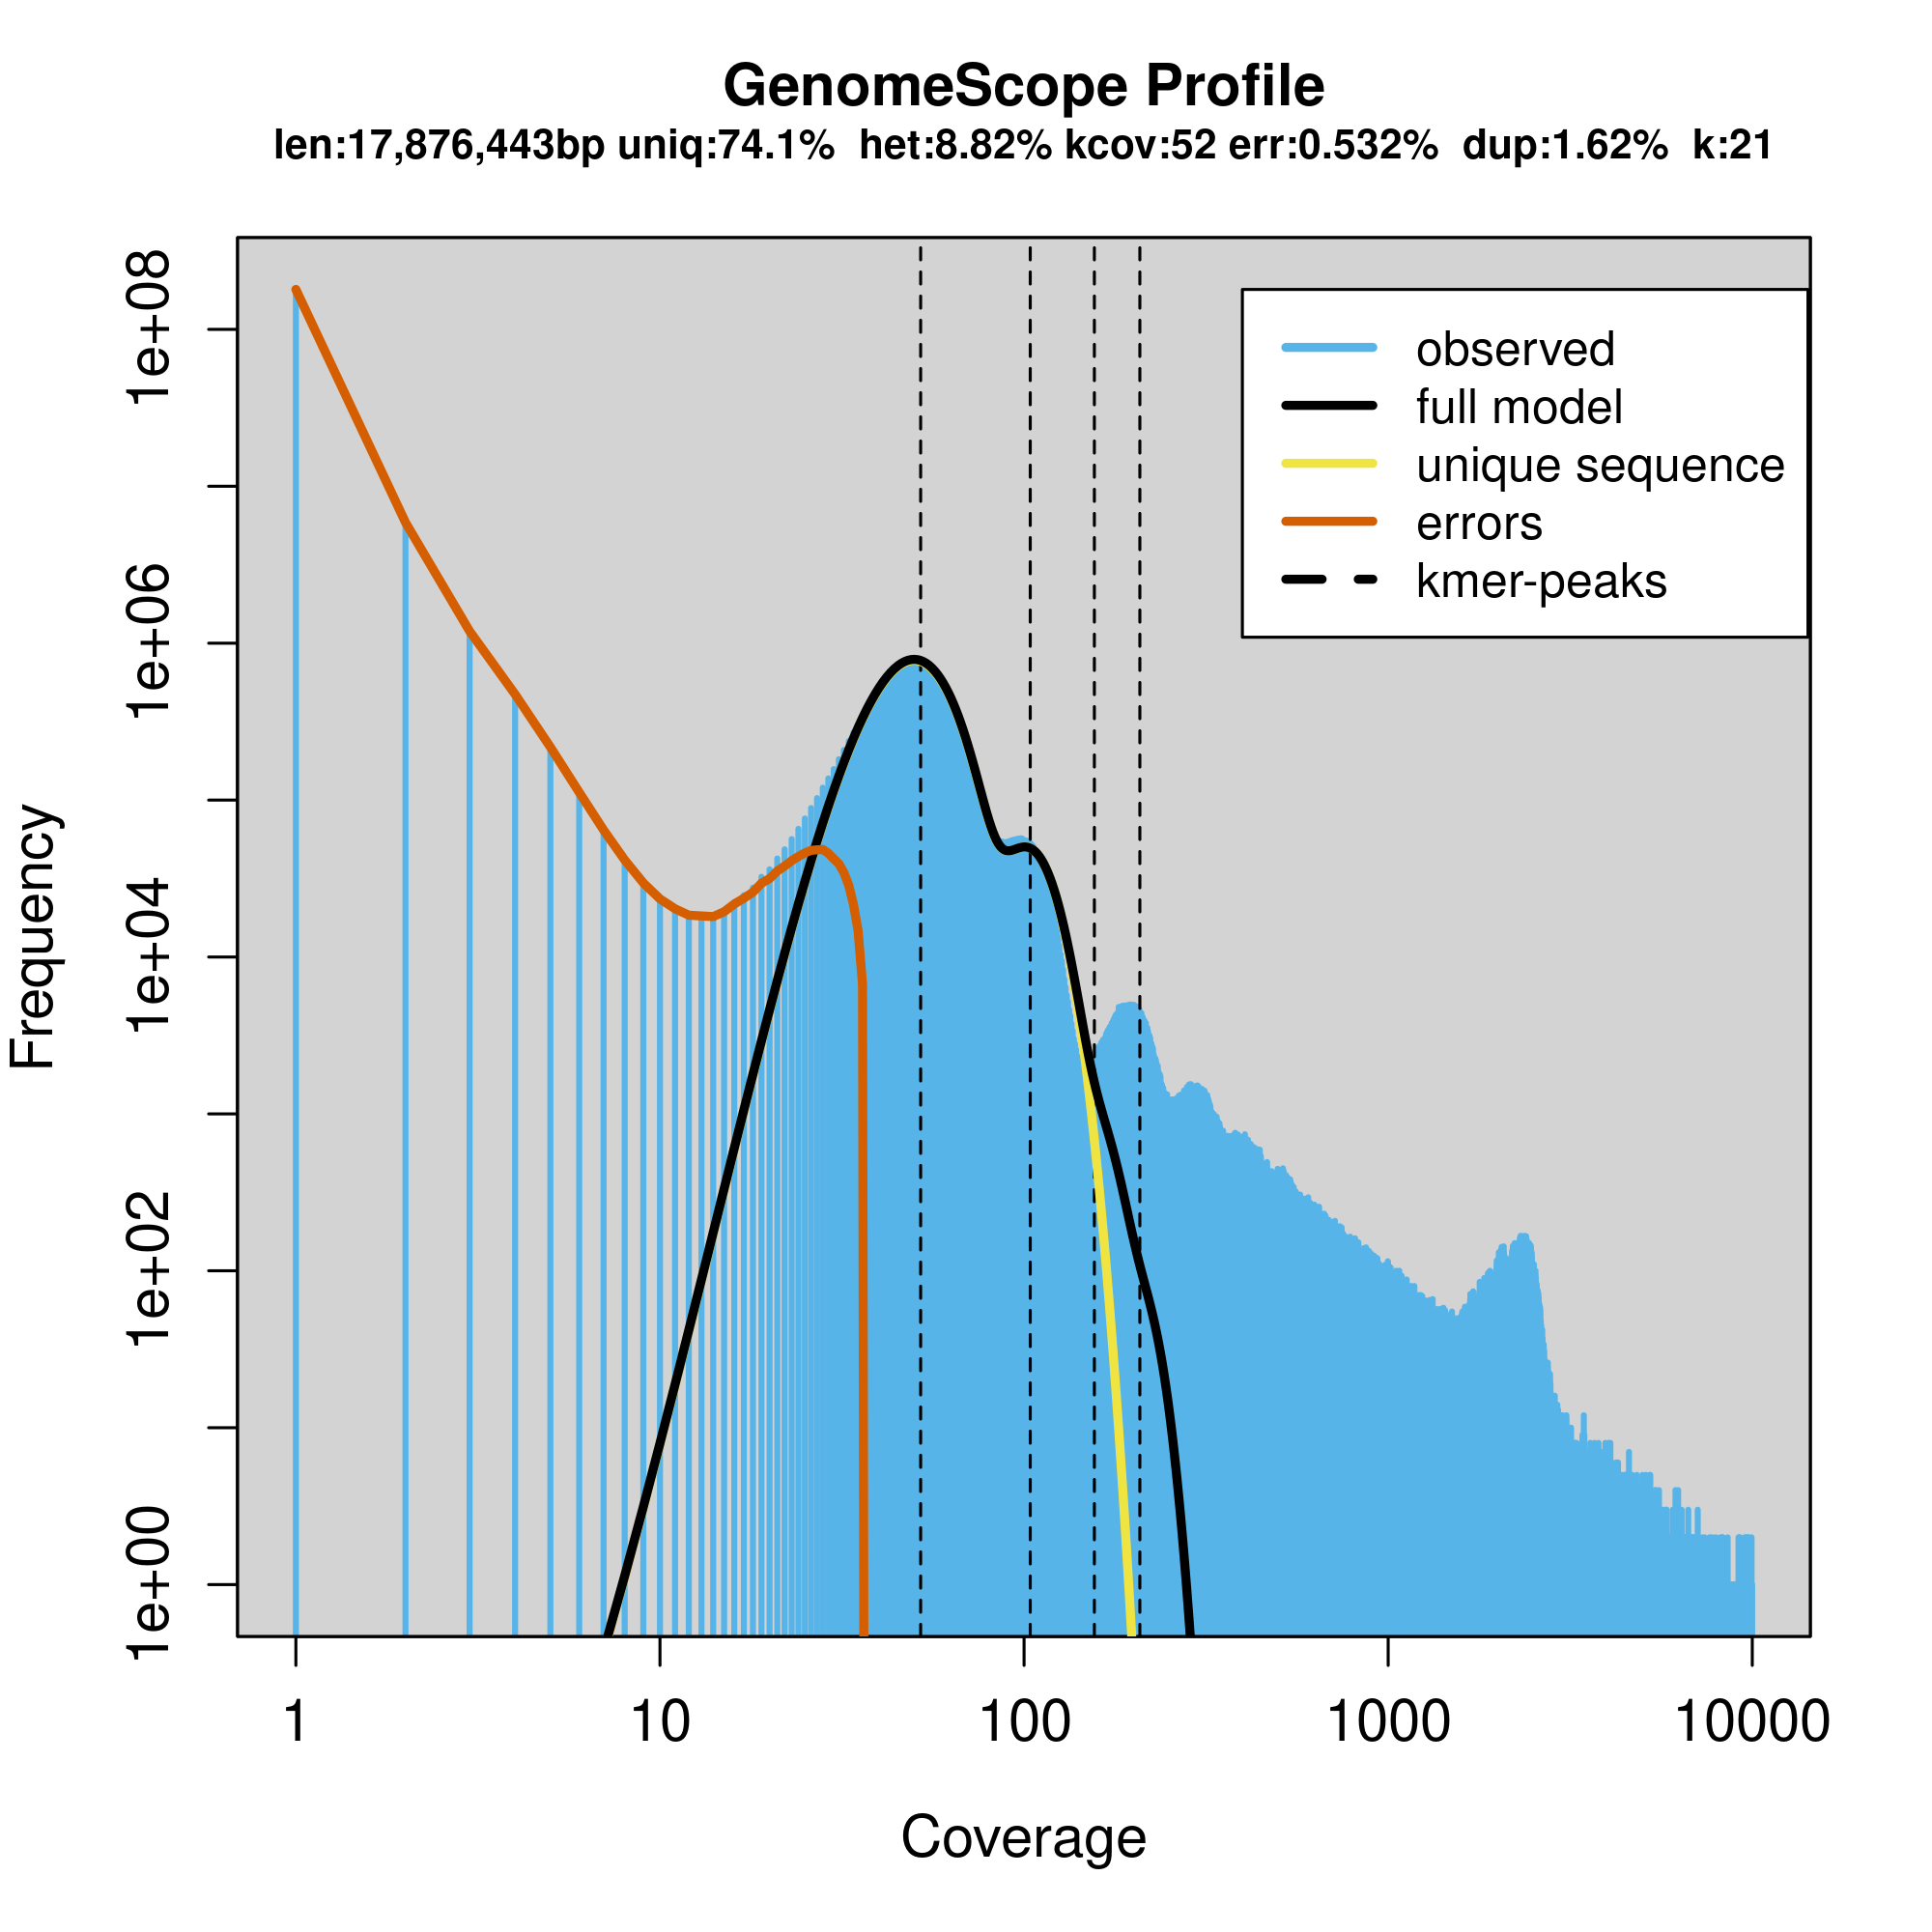 GenomeScope Profile
len:17,876,443bp uniq:74.1% het:8.82% kcov:52 err:0.532% dup:1.62% k:21
observed
full model
unique sequence
errors
kmer-peaks
Frequency
1e+08
1e+06
1e+04
1e+02
1e+00
1 10 100 1000 10000
Coverage